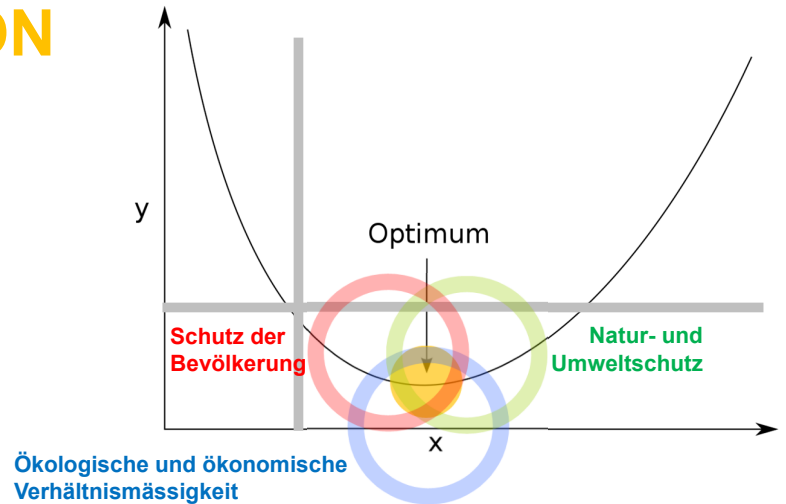 ON
y
Optimum
Schutz der
Bevölkerung
Natur- und
Umweltschutz
x
Ökologische und ökonomische
Verhältnismässigkeit